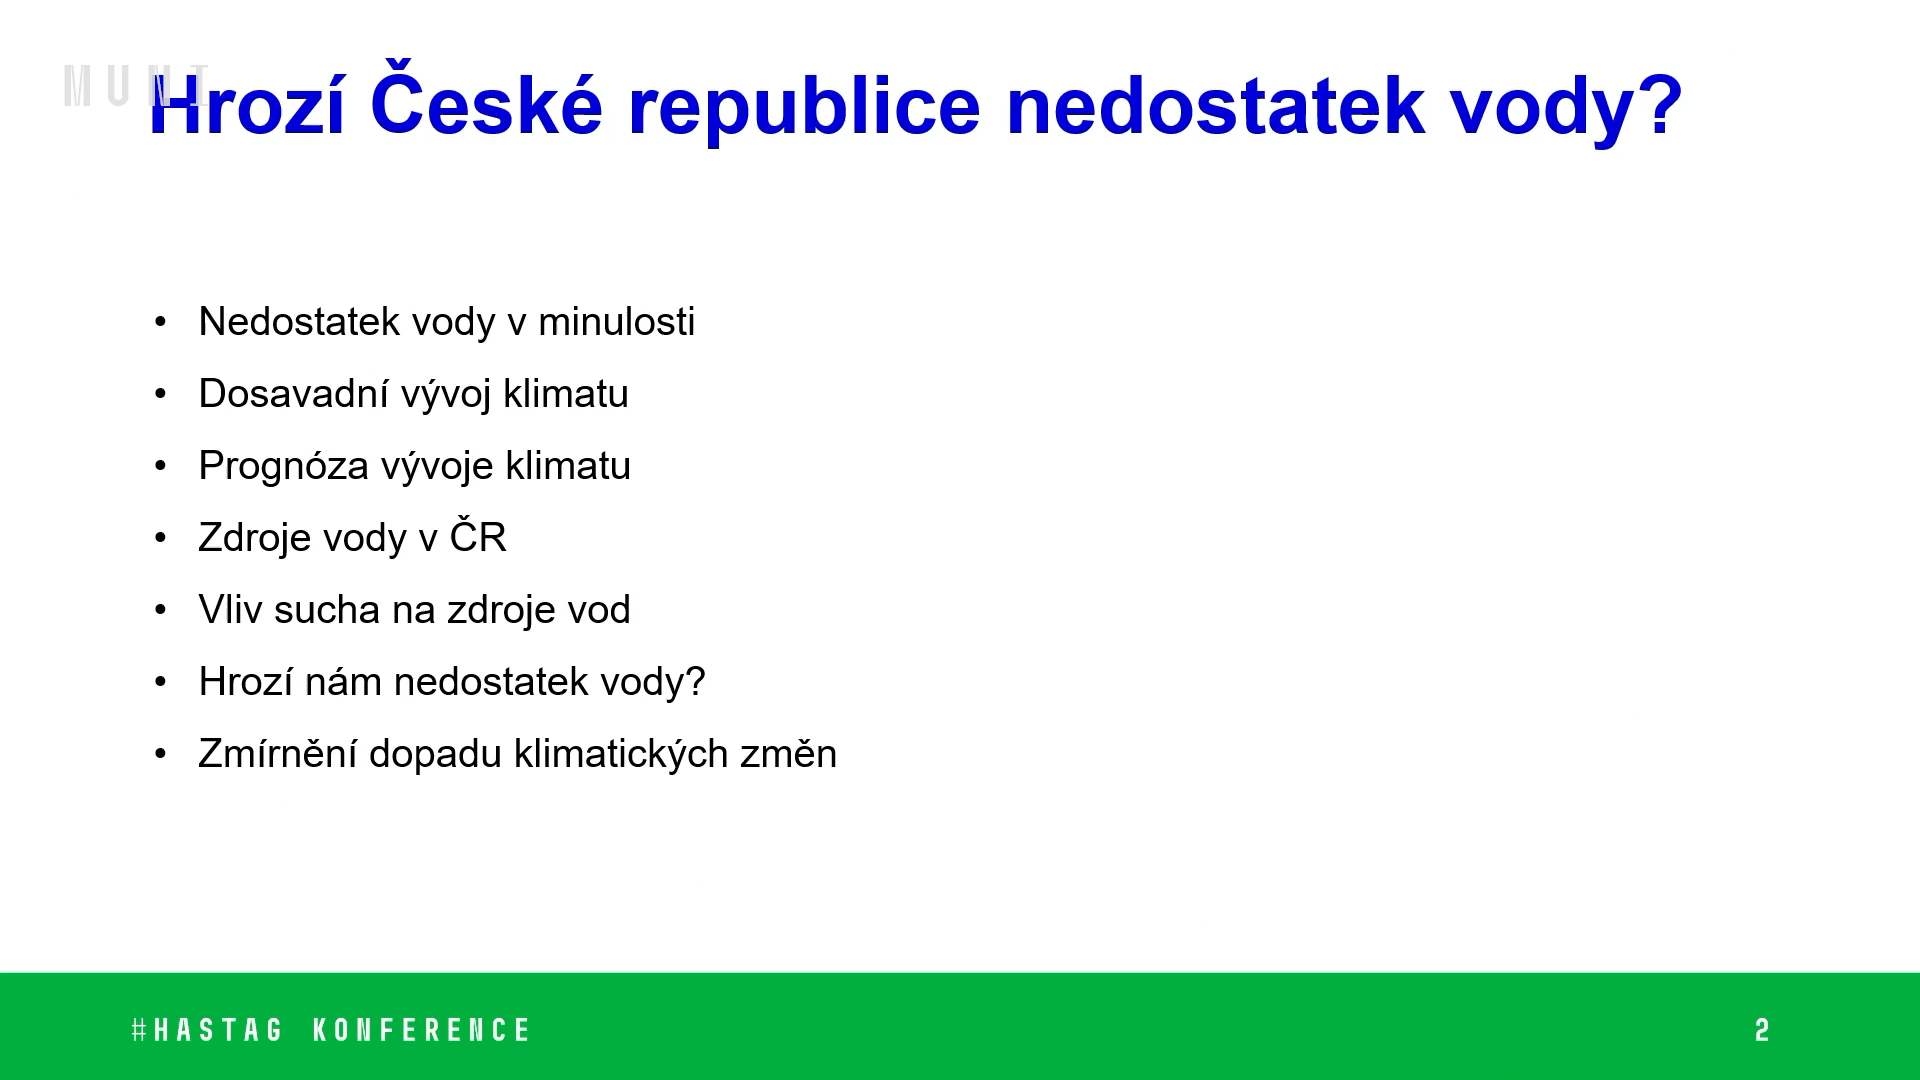 MUNI
Hrozí České republice nedostatek vody?
• Nedostatek vody v minulosti
• Dosavadní vývoj klimatu
• Prognóza vývoje klimatu
• Zdroje vody v ČR
• Vliv sucha na zdroje vod
• Hrozí nám nedostatek vody?
• Zmírnění dopadu klimatických změn
#HASTAG KONFERENCE
2